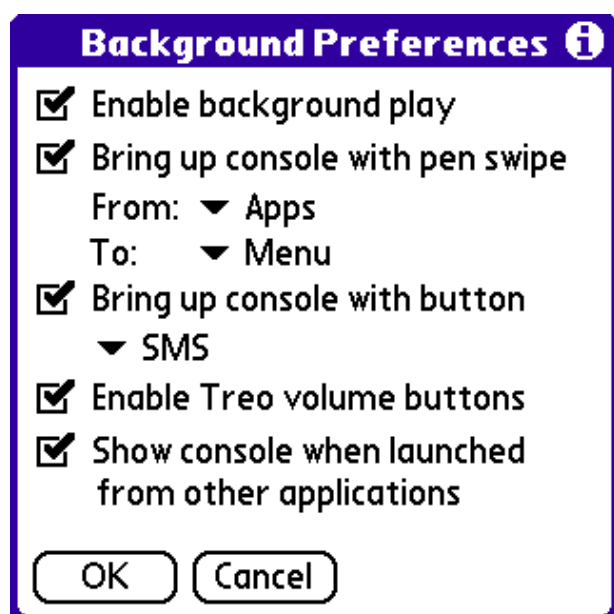 Background Preferences
Enable background play
Bring up console with pen swipe
From: Apps
To: Menu
Bring up console with button
SMS
Enable Treo volume buttons
Show console when launched
from other applications
OK Cancel